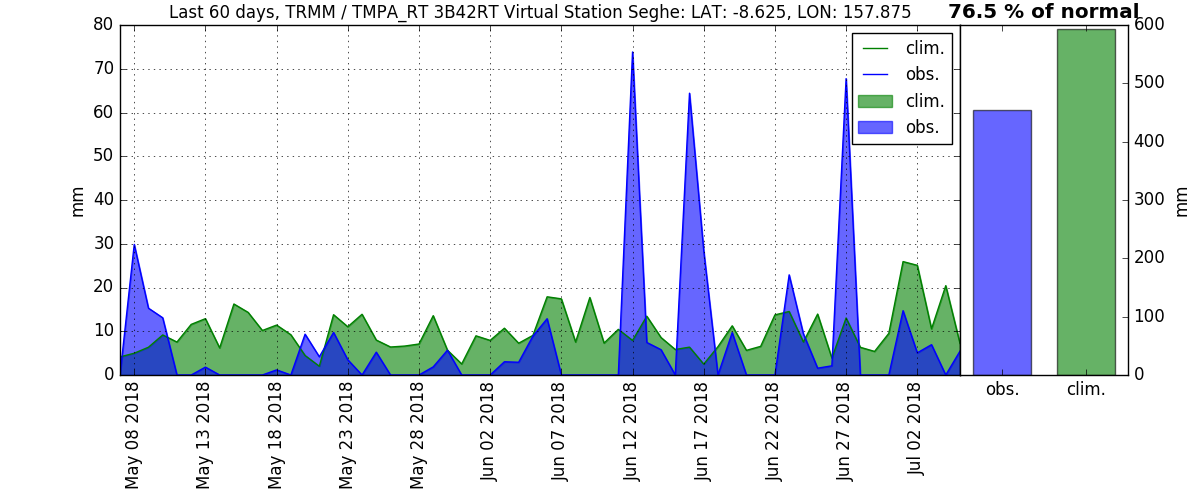 Last 60 days, TRMM / TMPA_RT 3B42RT Virtual Station Seghe: LAT: -8.625, LON: 157.875
76.5 % of normal
80
70
60
50
40
30
20
10
0
mm
clim.
obs.
clim.
obs.
600
500
400
300
200
100
0
mm
May 08 2018
May 13 2018
May 18 2018
May 23 2018
May 28 2018
Jun 02 2018
Jun 07 2018
Jun 12 2018
Jun 17 2018
Jun 22 2018
Jun 27 2018
Jul 02 2018
obs.
clim.